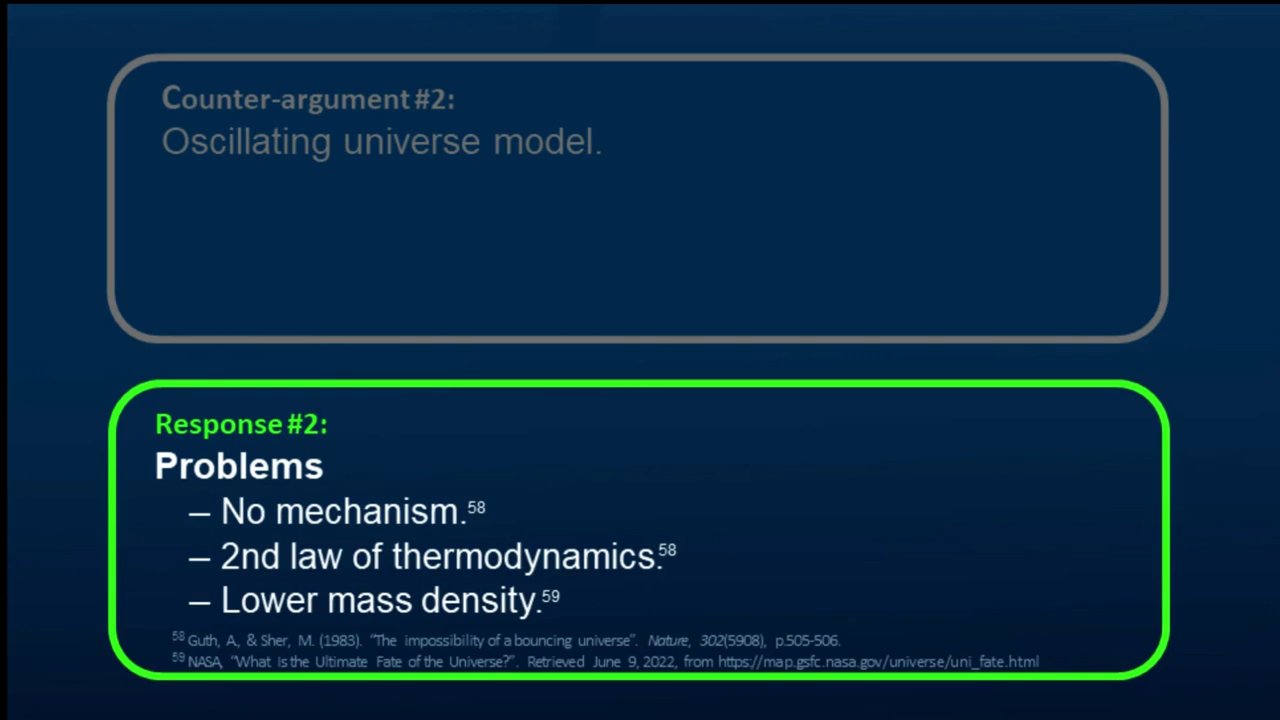 Counter-argument #2:
Oscillating universe model.
Response #2:
Problems
– No mechanism.58
– 2nd law of thermodynamics.58
– Lower mass density.59
58 Guth, A., & Sher, M. (1983). “The impossibility of a bouncing universe”. Nature, 302(5908), p.505-506.
59 NASA, “What Is the Ultimate Fate of the Universe?”. Retrieved June 9, 2022, from https://map.gsfc.nasa.gov/universe/uni_fate.html